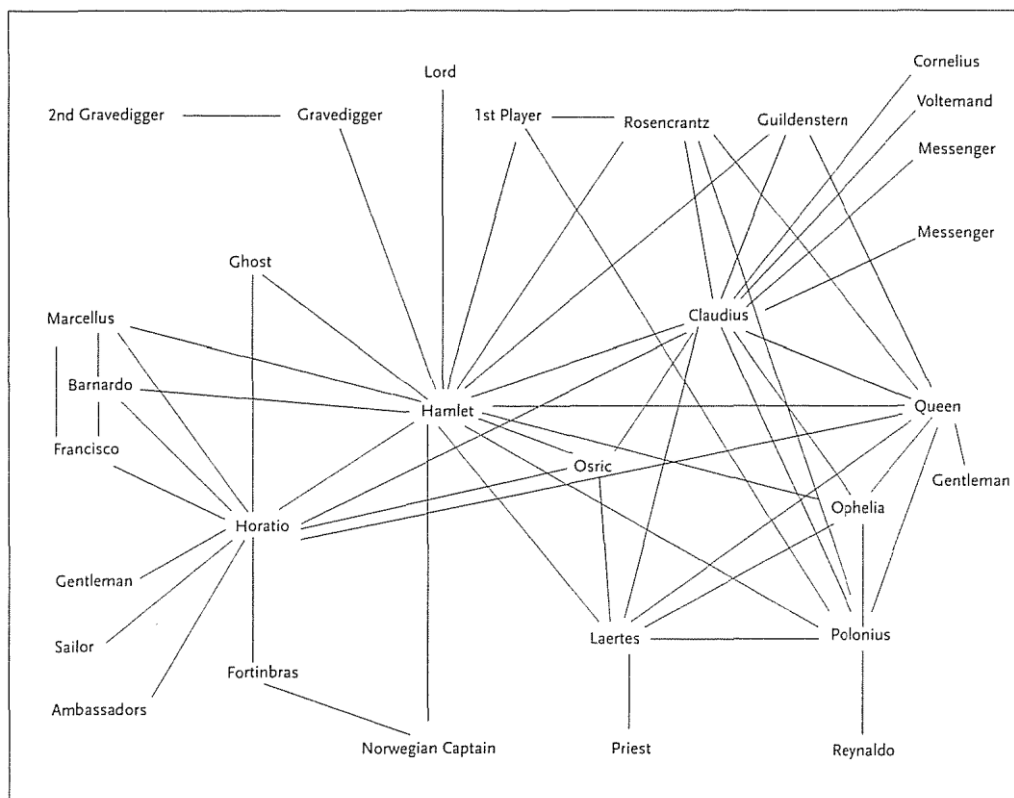 Cornelius
Lord
Voltemand
2nd Gravedigger
Gravedigger
1st Player
Rosencrantz
Guildenstern
Messenger
Messenger
Ghost
Claudius
Marcellus
Barnardo
Hamlet
Queen
Francisco
Osric
Gentleman
Ophelia
Horatio
Gentleman
Laertes
Polonius
Sailor
Fortinbras
Ambassadors
Norwegian Captain
Priest
Reynaldo